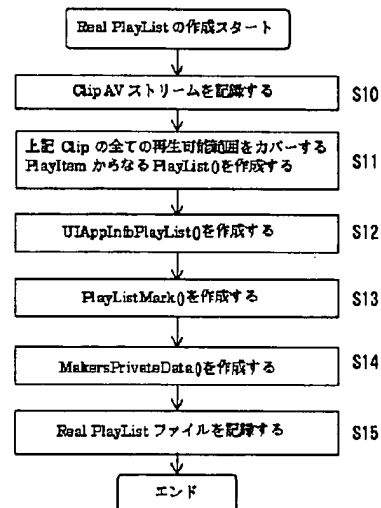 Real PlayList の作成スタート
Clip AV ストリームを記録する
S10
上記 Clip の全ての再生可能範囲をカバーする
PlayItem からなる PlayList()を作成する
S11
UIAppInfoPlayList()を作成する
S12
PlayListMark()を作成する
S13
MakersPrivateData()を作成する
S14
Real PlayList ファイルを記録する
S15
エンド